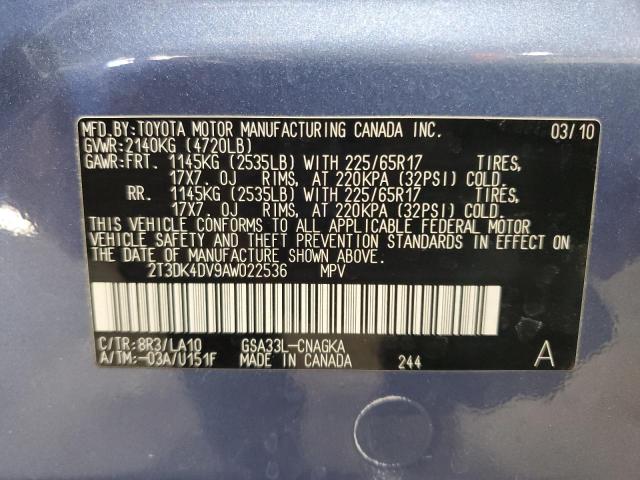 MFD.BY:TOYOTA MOTOR MANUFACTURING CANADA INC. 03/10
GVWR:2140KG (4720LB)
GAWR:FRT. 1145KG (2535LB) WITH 225/65R17 TIRES,
17X7.0J RIMS, AT 220KPA (32PSI) COLD.
RR. 1145KG (2535LB) WITH 225/65R17 TIRES,
17X7.0J RIMS, AT 220KPA (32PSI) COLD.
THIS VEHICLE CONFORMS TO ALL APPLICABLE FEDERAL MOTOR
VEHICLE SAFETY AND THEFT PREVENTION STANDARDS IN EFFECT ON
THE DATE OF MANUFACTURE SHOWN ABOVE.
2T3DK4DV9AW022536 MPV
C/TR:8R3/LA10 GSA33L-CNAGKA
A/TM:-03A/U151F MADE IN CANADA 244 A